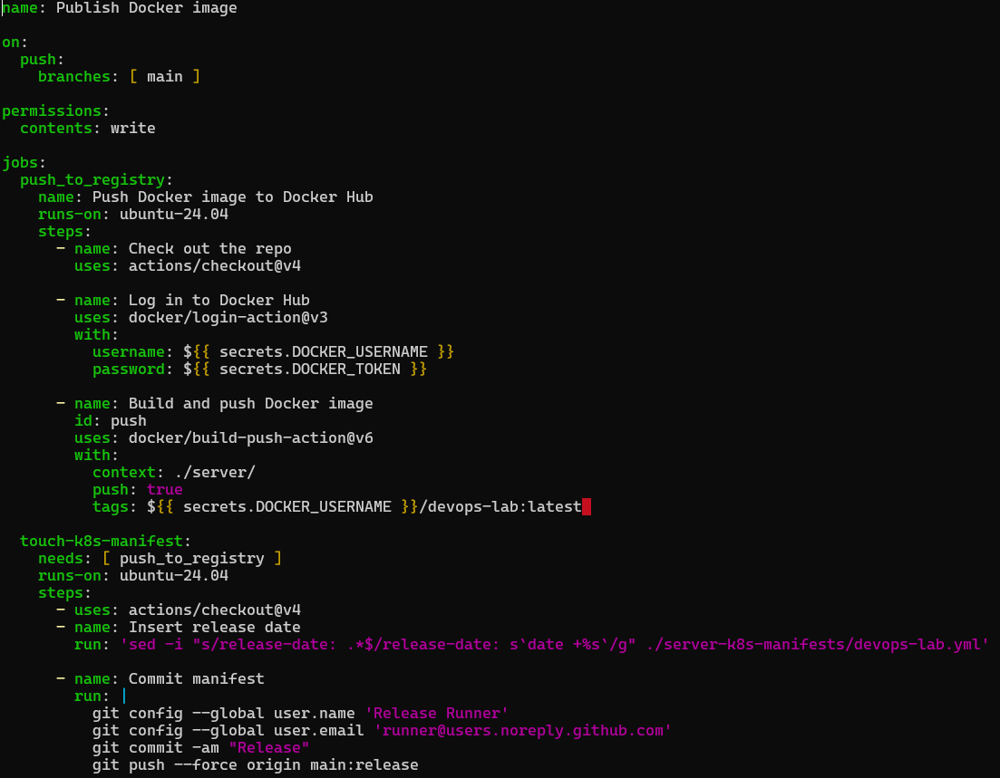 name: Publish Docker image

on:
  push:
    branches: [ main ]

permissions:
  contents: write

jobs:
  push_to_registry:
    name: Push Docker image to Docker Hub
    runs-on: ubuntu-24.04
    steps:
      - name: Check out the repo
        uses: actions/checkout@v4

      - name: Log in to Docker Hub
        uses: docker/login-action@v3
        with:
          username: ${{ secrets.DOCKER_USERNAME }}
          password: ${{ secrets.DOCKER_TOKEN }}

      - name: Build and push Docker image
        id: push
        uses: docker/build-push-action@v6
        with:
          context: ./server/
          push: true
          tags: ${{ secrets.DOCKER_USERNAME }}/devops-lab:latest

  touch-k8s-manifest:
    needs: [ push_to_registry ]
    runs-on: ubuntu-24.04
    steps:
      - uses: actions/checkout@v4
      - name: Insert release date
        run: 'sed -i "s/release-date: .*$/release-date: s`date +%s`/g" ./server-k8s-manifests/devops-lab.yml'

      - name: Commit manifest
        run: |
          git config --global user.name 'Release Runner'
          git config --global user.email 'runner@users.noreply.github.com'
          git commit -am "Release"
          git push --force origin main:release